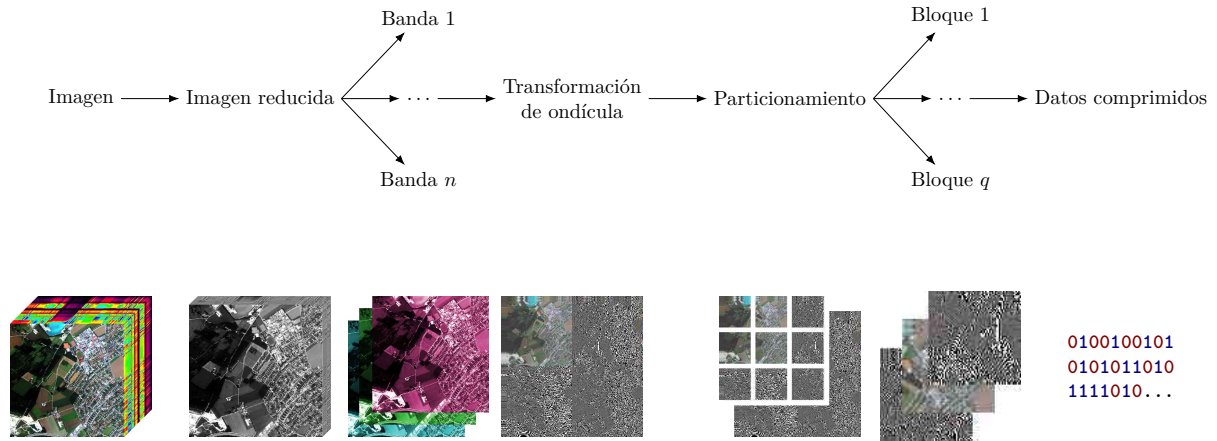 Banda 1
Bloque 1
Imagen
Imagen reducida
...
Transformación
de ondícula
Particionamiento
...
Datos comprimidos
Banda n
Bloque q
0100100101
0101011010
1111010...